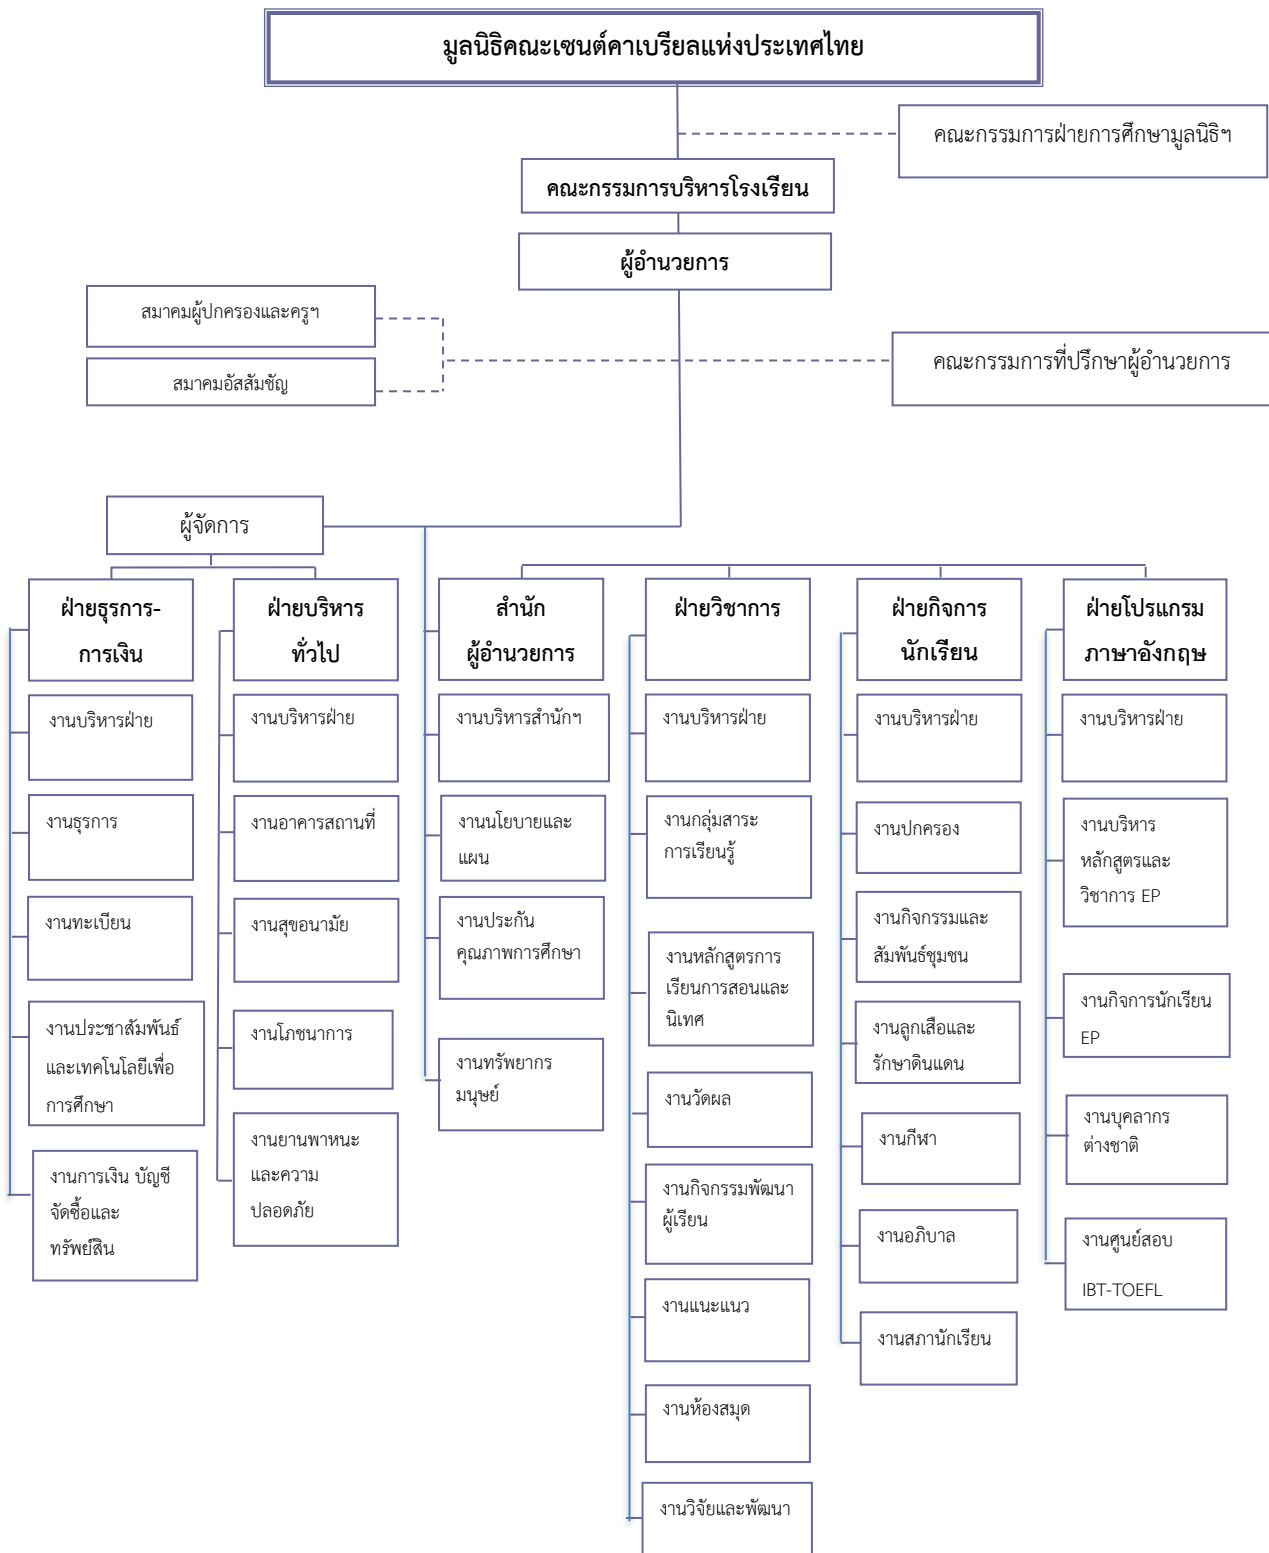 มูลนิธิคณะเซนต์คาเบรียลแห่งประเทศไทย
คณะกรรมการฝ่ายการศึกษามูลนิธิฯ
คณะกรรมการบริหารโรงเรียน
ผู้อำนวยการ
สมาคมผู้ปกครองและครูฯ
สมาคมอัสสัมชัญ
คณะกรรมการที่ปรึกษาผู้อำนวยการ
ผู้จัดการ
ฝ่ายธุรการ-
การเงิน
งานบริหารฝ่าย
งานธุรการ
งานทะเบียน
งานประชาสัมพันธ์
และเทคโนโลยีเพื่อ
การศึกษา
งานการเงิน บัญชี
จัดซื้อและ
ทรัพย์สิน
ฝ่ายบริหาร
ทั่วไป
งานบริหารฝ่าย
งานอาคารสถานที่
งานสุขอนามัย
งานโภชนาการ
งานยานพาหนะ
และความ
ปลอดภัย
สำนัก
ผู้อำนวยการ
งานบริหารสำนักฯ
งานนโยบายและ
แผน
งานประกัน
คุณภาพการศึกษา
งานทรัพยากร
มนุษย์
ฝ่ายวิชาการ
งานบริหารฝ่าย
งานกลุ่มสาระ
การเรียนรู้
งานหลักสูตรการ
เรียนการสอนและ
นิเทศ
งานวัดผล
งานกิจกรรมพัฒนา
ผู้เรียน
งานแนะแนว
งานห้องสมุด
งานวิจัยและพัฒนา
ฝ่ายกิจการ
นักเรียน
งานบริหารฝ่าย
งานปกครอง
งานกิจกรรมและ
สัมพันธ์ชุมชน
งานลูกเสือและ
รักษาดินแดน
งานกีฬา
งานอภิบาล
งานสภานักเรียน
ฝ่ายโปรแกรม
ภาษาอังกฤษ
งานบริหารฝ่าย
งานบริหาร
หลักสูตรและ
วิชาการ EP
งานกิจการนักเรียน
EP
งานบุคลากร
ต่างชาติ
งานศูนย์สอบ
IBT-TOEFL